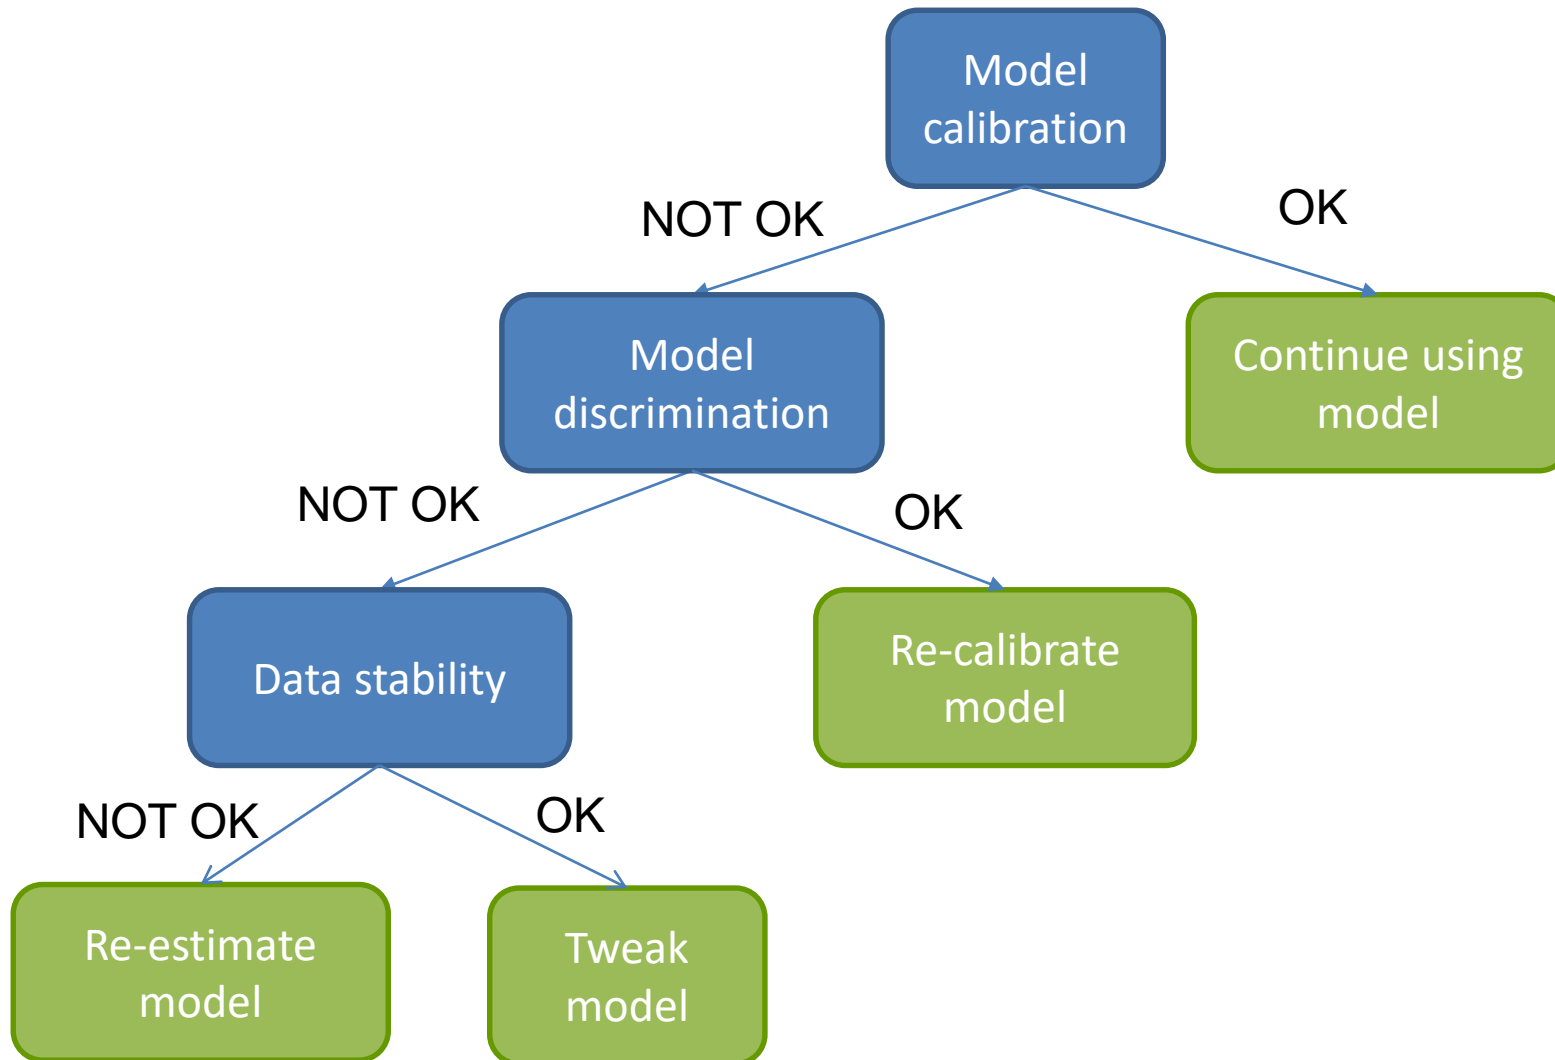 Model
calibration
NOT OK
OK
Model
discrimination
Continue using
model
NOT OK
OK
Data stability
Re-calibrate
model
NOT OK
OK
Re-estimate
model
Tweak
model